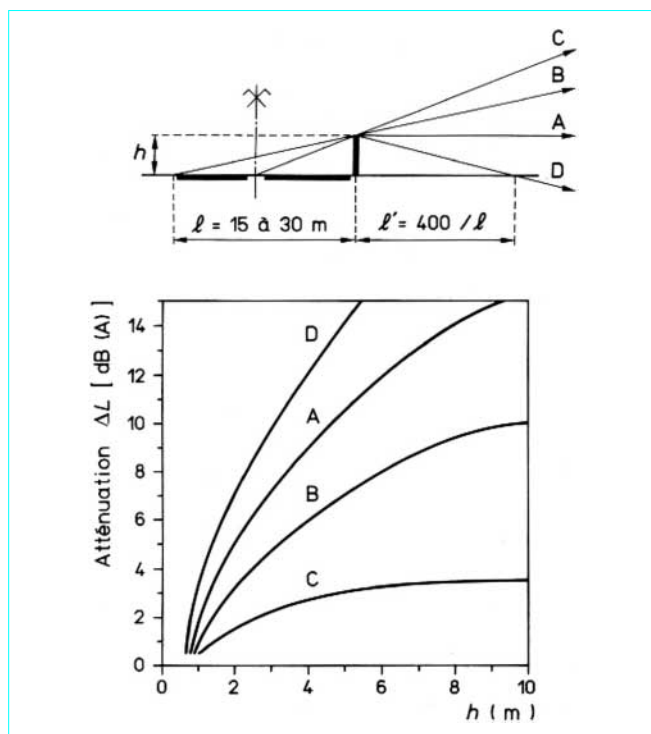 C
B
A
D
h
ℓ = 15 à 30 m
ℓ' = 400 / ℓ
Atténuation ΔL [ dB (A) ]
14
12
10
8
6
4
2
0
D
A
B
C
0 2 4 6 8 10
h ( m )